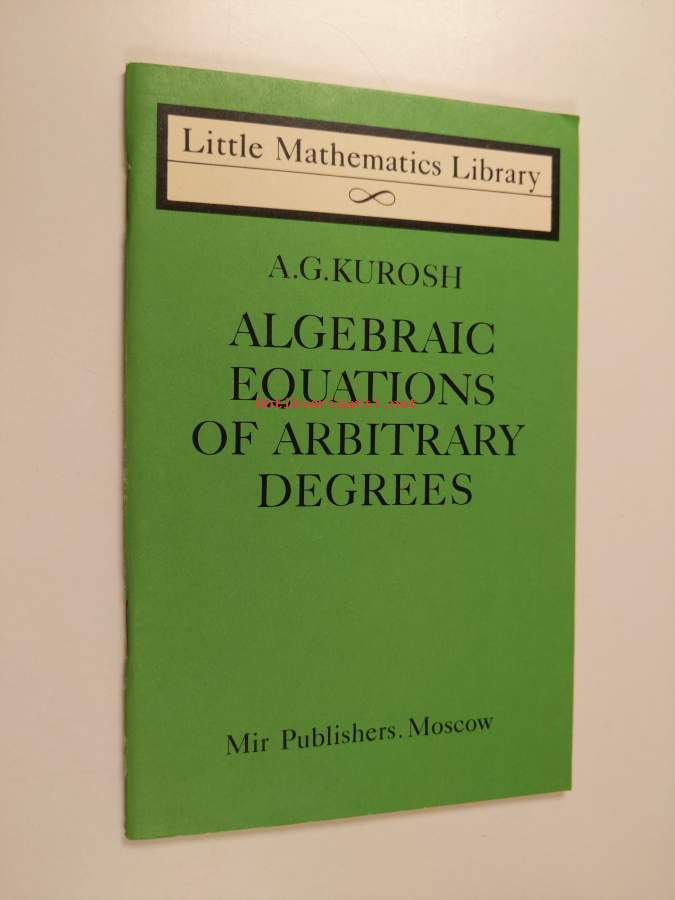 Little Mathematics Library
A.G.KUROSH
ALGEBRAIC
EQUATIONS
OF ARBITRARY
DEGREES
Mir Publishers.Moscow